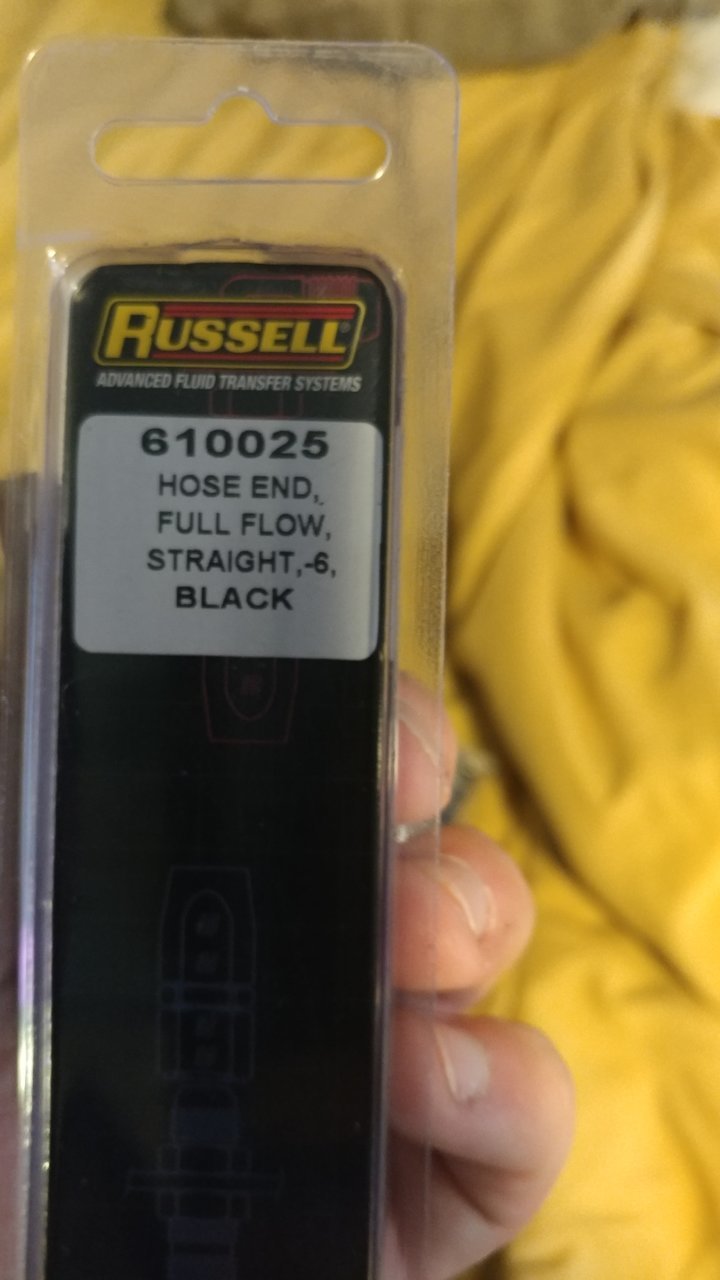 RUSSELL®
ADVANCED FLUID TRANSFER SYSTEMS
610025
HOSE END,
FULL FLOW,
STRAIGHT,-6,
BLACK